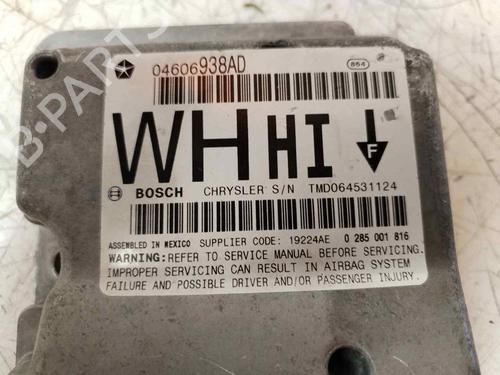 04606938AD
864
WH HI
F
BOSCH CHRYSLER S/N TMD064531124
ASSEMBLED IN MEXICO SUPPLIER CODE: 19224AE 0 285 001 816
WARNING: REFER TO SERVICE MANUAL BEFORE SERVICING.
IMPROPER SERVICING CAN RESULT IN AIRBAG SYSTEM
FAILURE AND POSSIBLE DRIVER AND/OR PASSENGER INJURY.